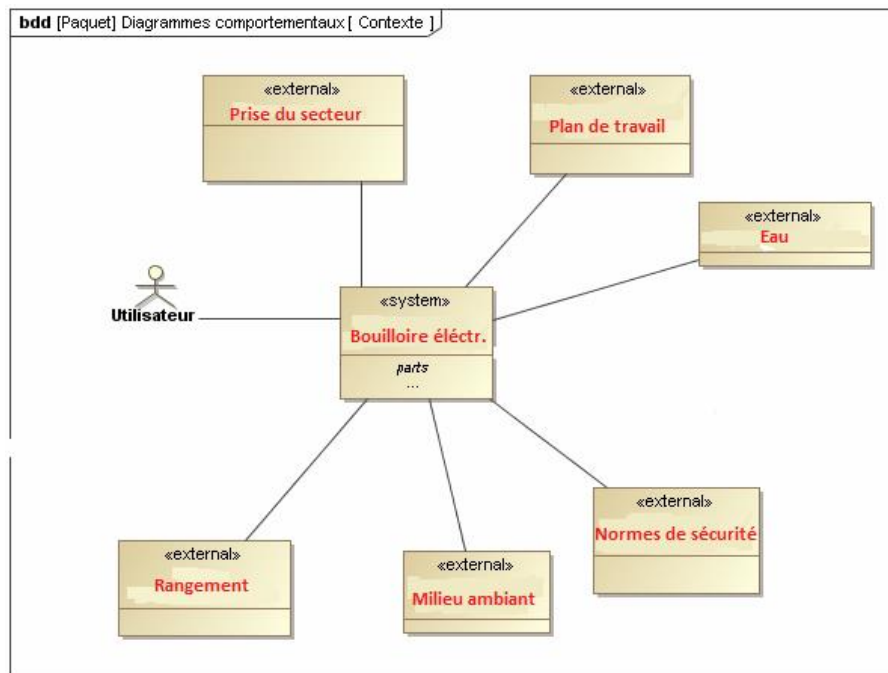 bdd [Paquet] Diagrammes comportementaux [ Contexte ]
«external»
Prise du secteur
«external»
Plan de travail
«external»
Eau
Utilisateur
«system»
Bouilloire éléctr.
parts
...
«external»
Normes de sécurité
«external»
Rangement
«external»
Milieu ambiant